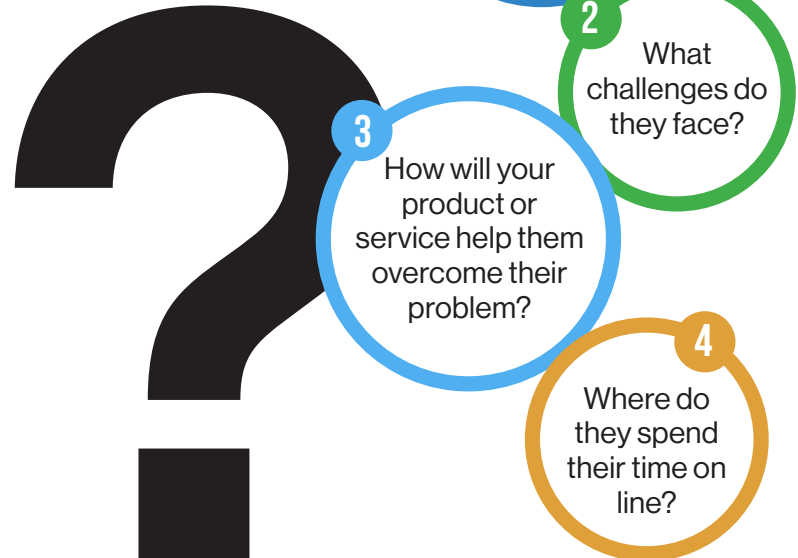 2
What
challenges do
they face?
3
How will your
product or
service help them
overcome their
problem?
4
Where do
they spend
their time on
line?